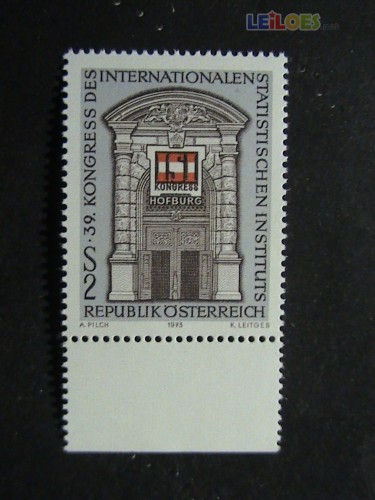 LEiLOES
S2 · 39. KONGRESS DES INTERNATIONALEN STATISTISCHEN INSTITUTS
ISI
KONGRESS
HOFBURG
REPUBLIK ÖSTERREICH
A. PILCH 1973 K. LEITGEB